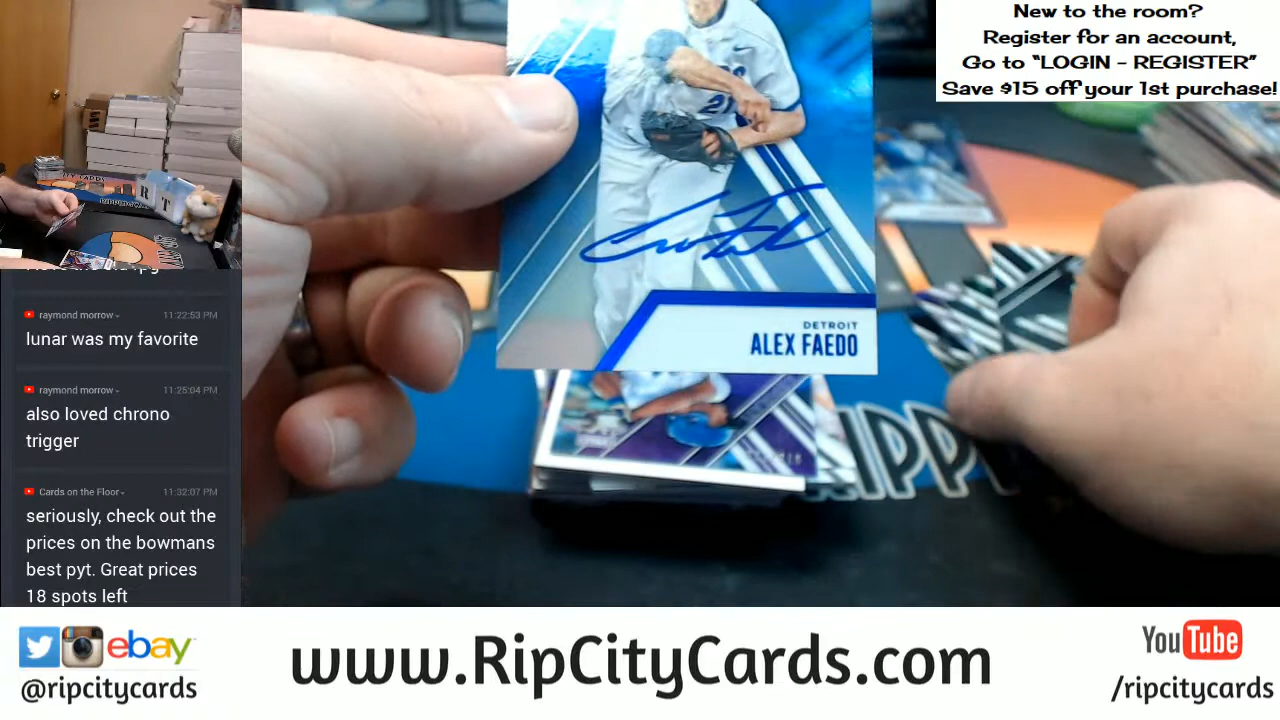 New to the room?
Register for an account,
Go to "LOGIN - REGISTER"
Save $15 off your 1st purchase!
R T
21
DETROIT
ALEX FAEDO
RIPP
raymond morrow
11:22:53 PM
lunar was my favorite
raymond morrow
11:25:04 PM
also loved chrono
trigger
Cards on the Floor
11:32:07 PM
seriously, check out the
prices on the bowmans
best pyt. Great prices
18 spots left
ebay
@ripcitycards
www.RipCityCards.com
YouTube
/ripcitycards